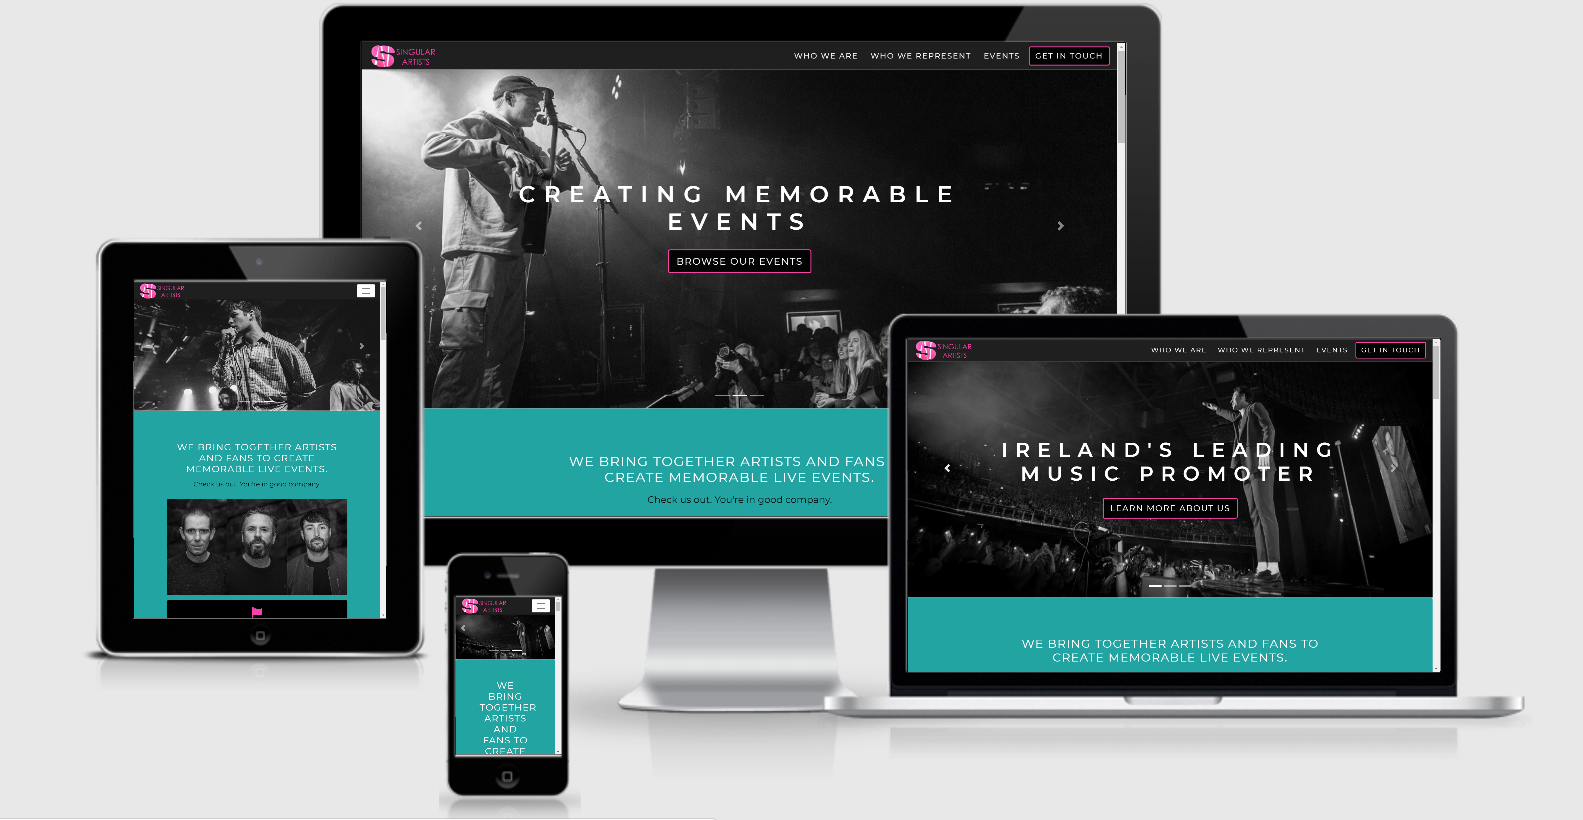 SINGULAR
ARTISTS
WHO WE ARE
WHO WE REPRESENT
EVENTS
GET IN TOUCH
CREATING MEMORABLE
EVENTS
BROWSE OUR EVENTS
WE BRING TOGETHER ARTISTS AND FANS
CREATE MEMORABLE LIVE EVENTS.
Check us out. You're in good company.
SINGULAR
ARTISTS
WE BRING TOGETHER ARTISTS
AND FANS TO CREATE
MEMORABLE LIVE EVENTS.
Check us out. You're in good company.
SINGULAR
ARTISTS
WE
BRING
TOGETHER
ARTISTS
AND
FANS TO
CREATE
SINGULAR
ARTISTS
WHO WE ARE
WHO WE REPRESENT
EVENTS
GET IN TOUCH
IRELAND'S LEADING
MUSIC PROMOTER
LEARN MORE ABOUT US
WE BRING TOGETHER ARTISTS AND FANS TO
CREATE MEMORABLE LIVE EVENTS.